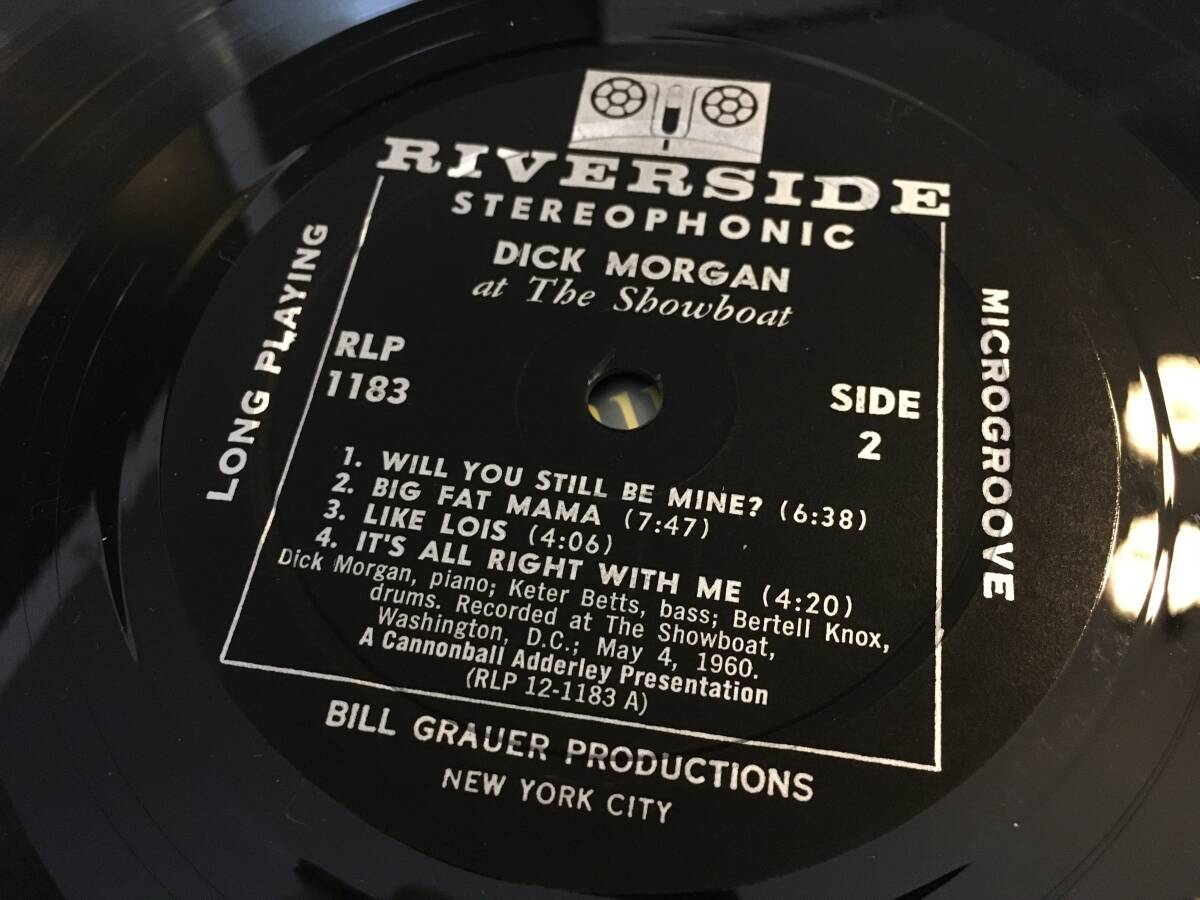 RIVERSIDE
STEREOPHONIC
DICK MORGAN
at The Showboat
LONG PLAYING
MICROGROOVE
RLP
1183
SIDE
2
1. WILL YOU STILL BE MINE? (6:38)
2. BIG FAT MAMA (7:47)
3. LIKE LOIS (4:06)
4. IT'S ALL RIGHT WITH ME (4:20)
Dick Morgan, piano; Keter Betts, bass; Bertell Knox,
drums. Recorded at The Showboat,
Washington, D.C.; May 4, 1960.
A Cannonball Adderley Presentation
(RLP 12-1183 A)
BILL GRAUER PRODUCTIONS
NEW YORK CITY